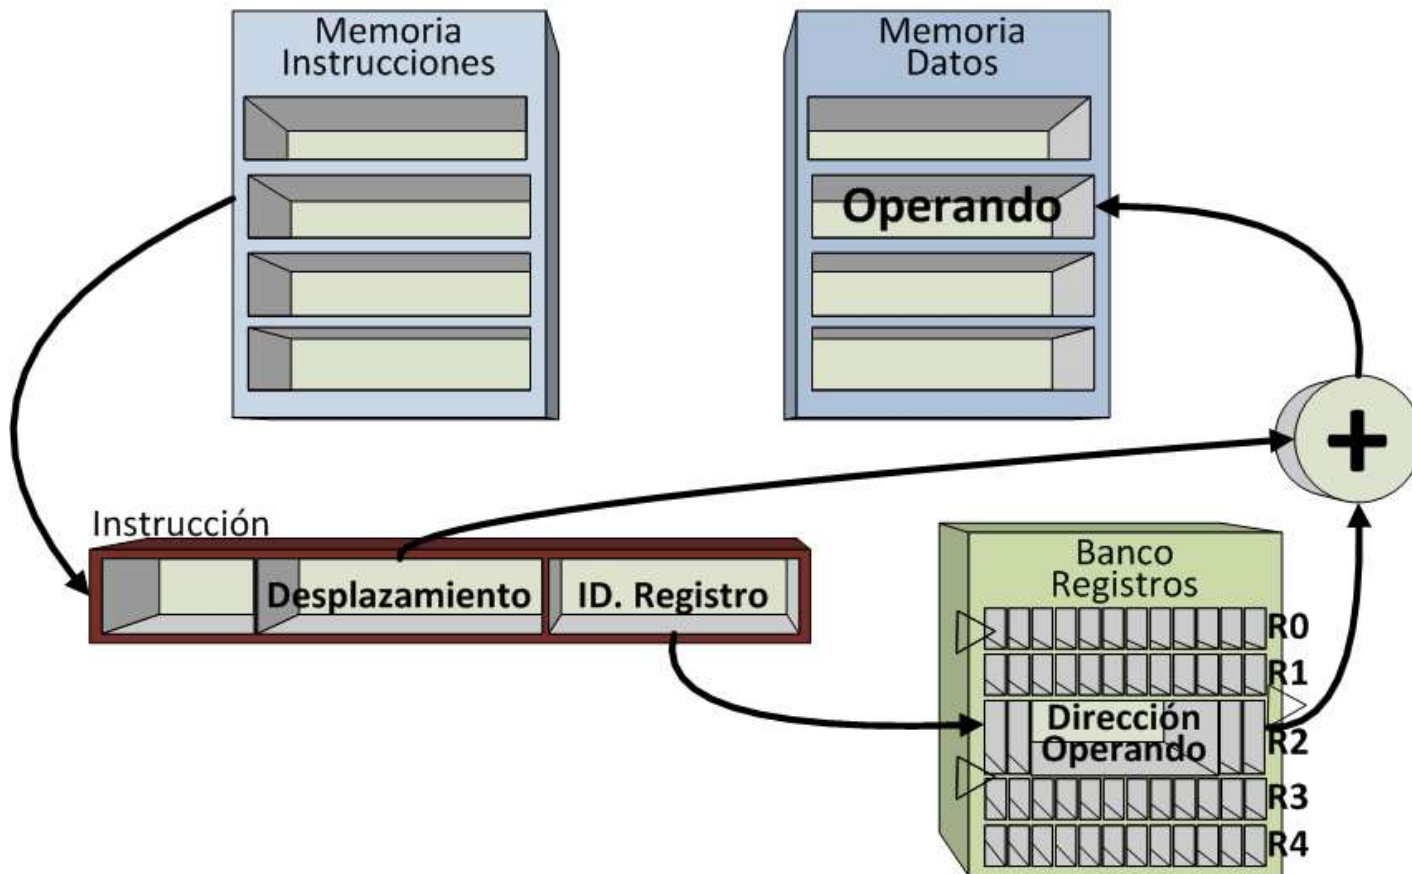 Memoria
Instrucciones
Memoria
Datos
Operando
+
Instrucción
Desplazamiento
ID. Registro
Banco
Registros
R0
R1
Dirección
Operando
R2
R3
R4